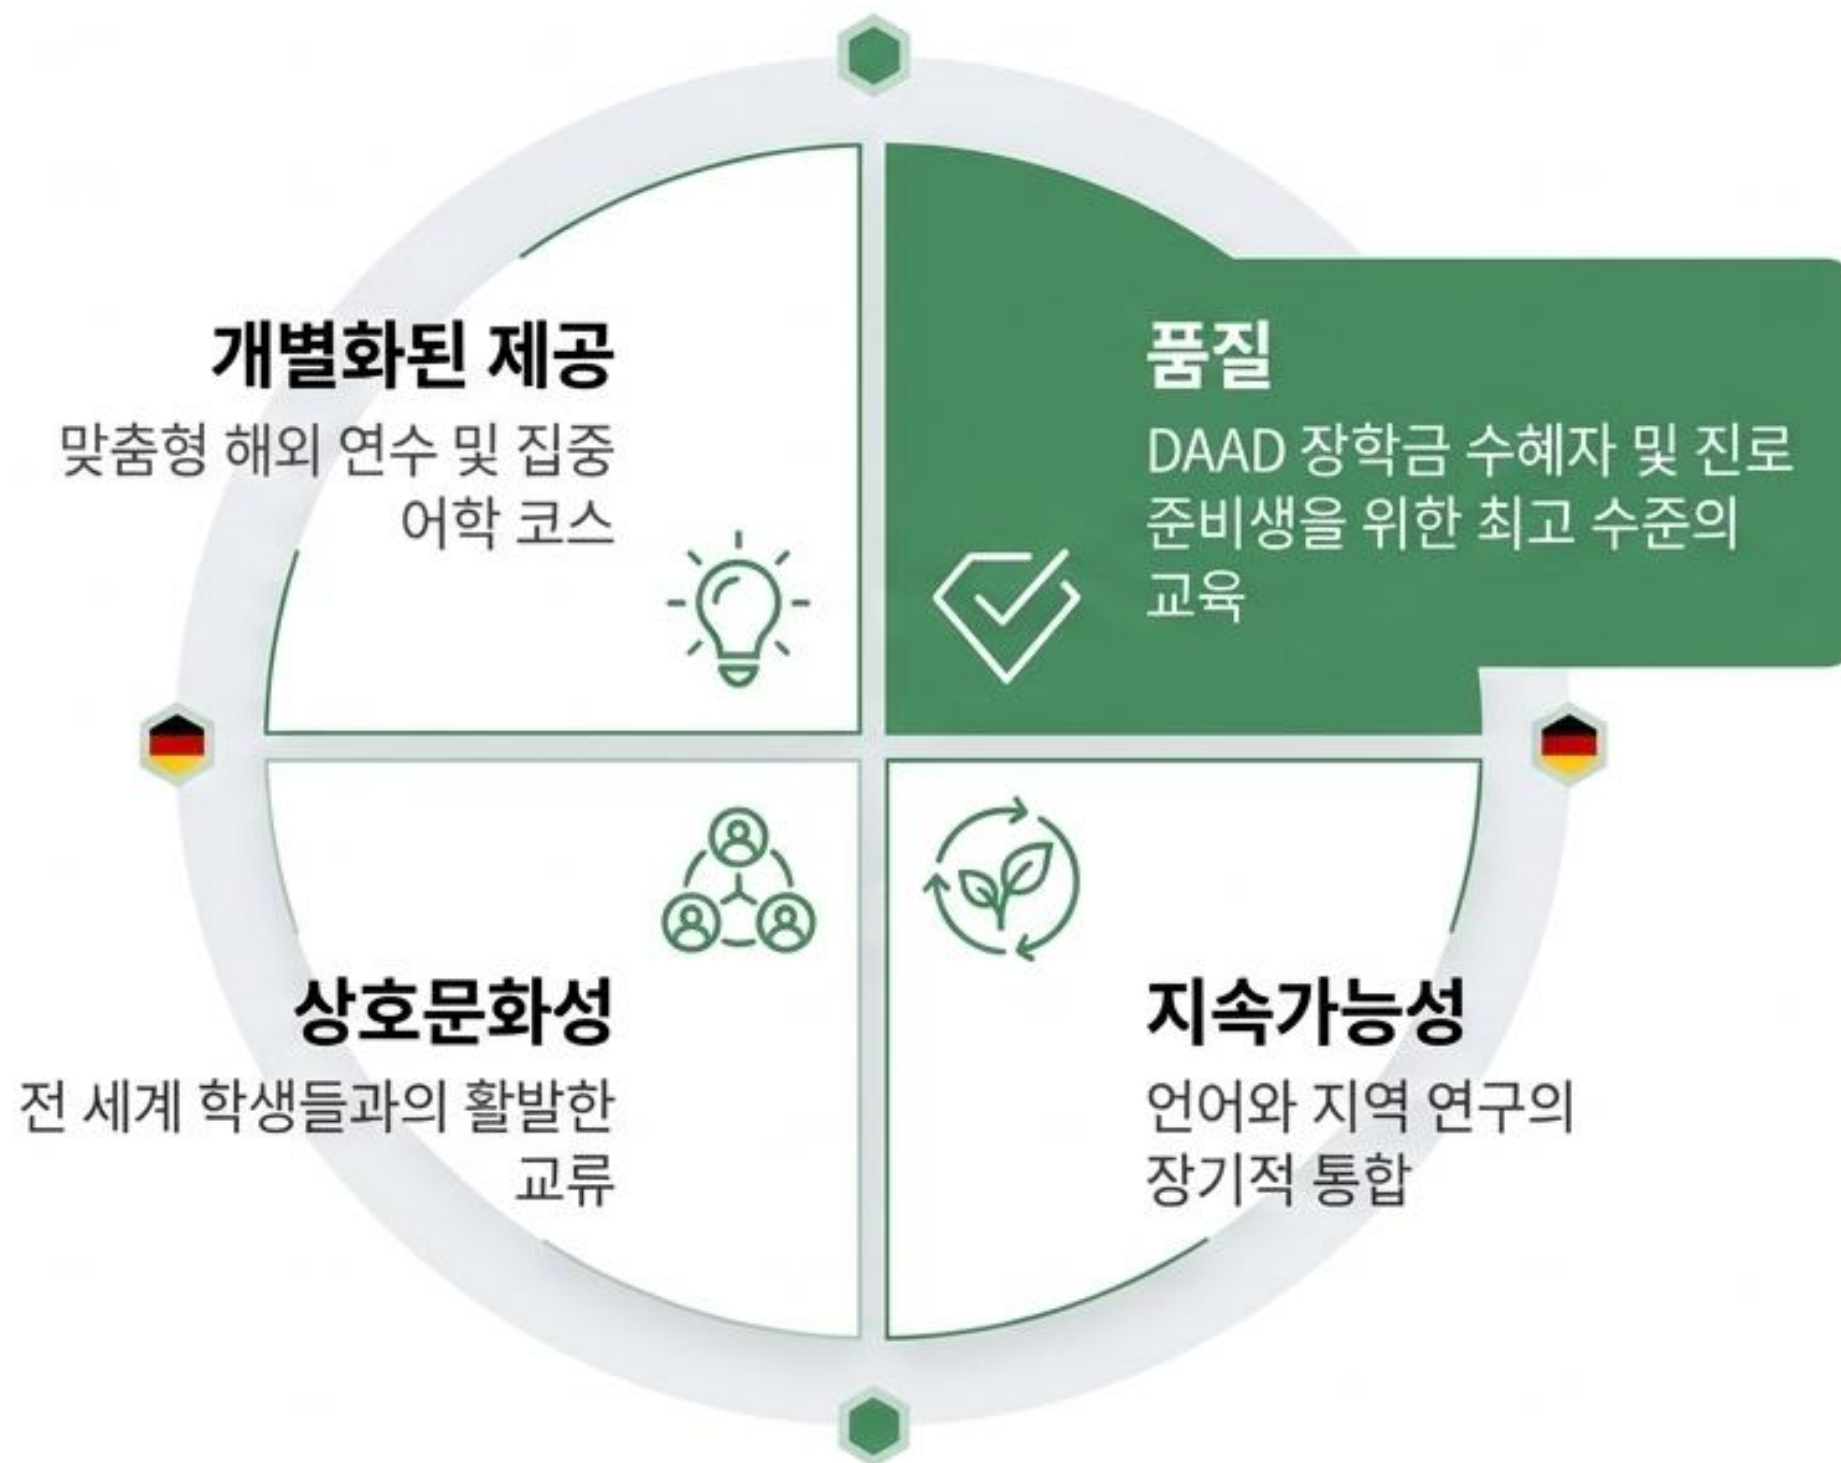 개별화된 제공
맞춤형 해외 연수 및 집중
어학 코스
품질
DAAD 장학금 수혜자 및 진로
준비생을 위한 최고 수준의
교육
상호문화성
전 세계 학생들과의 활발한
교류
지속가능성
언어와 지역 연구의
장기적 통합